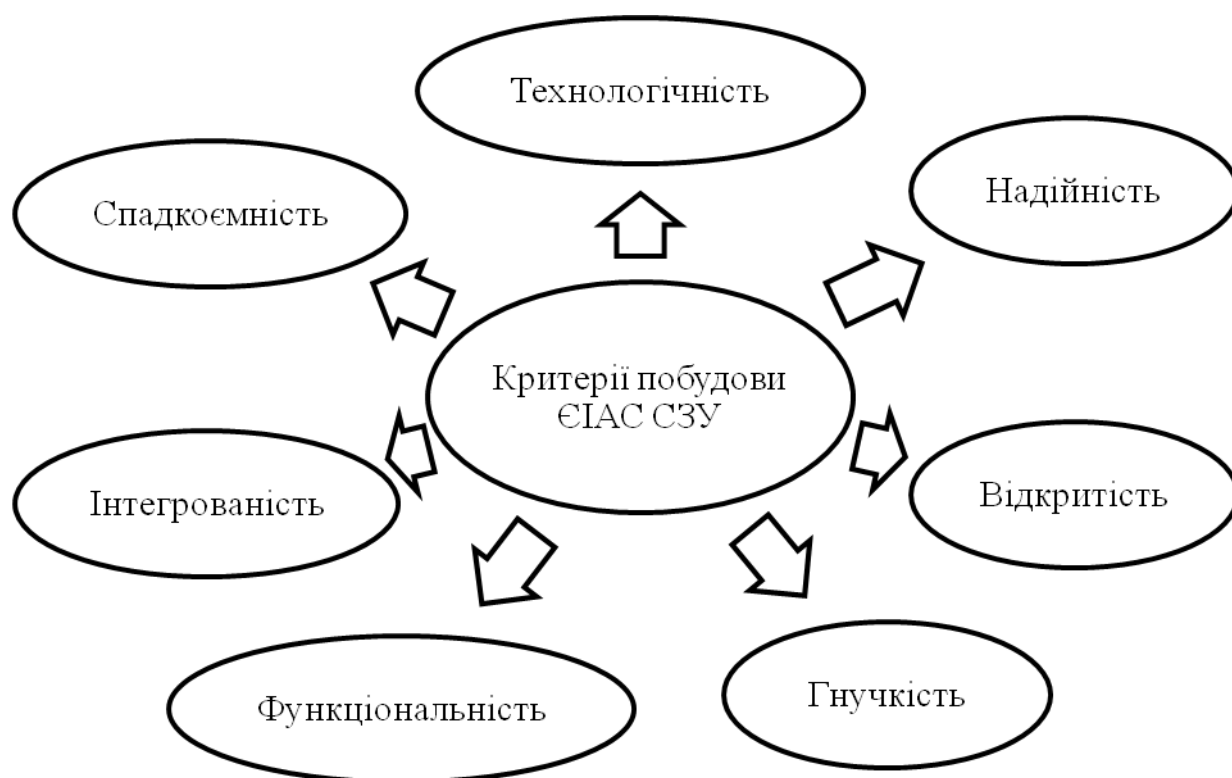 Технологічність
Спадкоємність
Надійність
Критерії побудови
ЄІАС СЗУ
Інтегрованість
Відкритість
Функціональність
Гнучкість